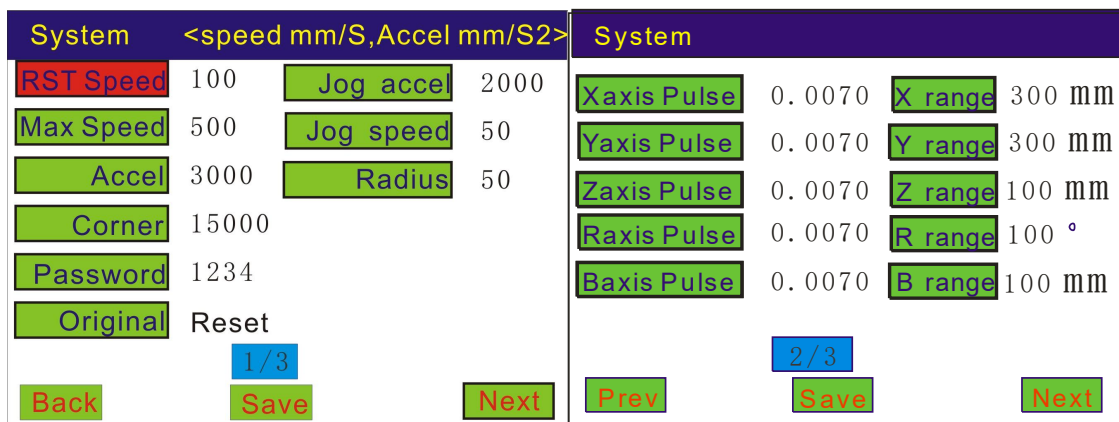 System <speed mm/S,Accel mm/S2>
RST Speed 100 Jog accel 2000
Max Speed 500 Jog speed 50
Accel 3000 Radius 50
Corner 15000
Password 1234
Original Reset
1/3
Back Save Next
System
Xaxis Pulse 0.0070 X range 300 mm
Yaxis Pulse 0.0070 Y range 300 mm
Zaxis Pulse 0.0070 Z range 100 mm
Raxis Pulse 0.0070 R range 100 °
Baxis Pulse 0.0070 B range 100 mm
2/3
Prev Save Next